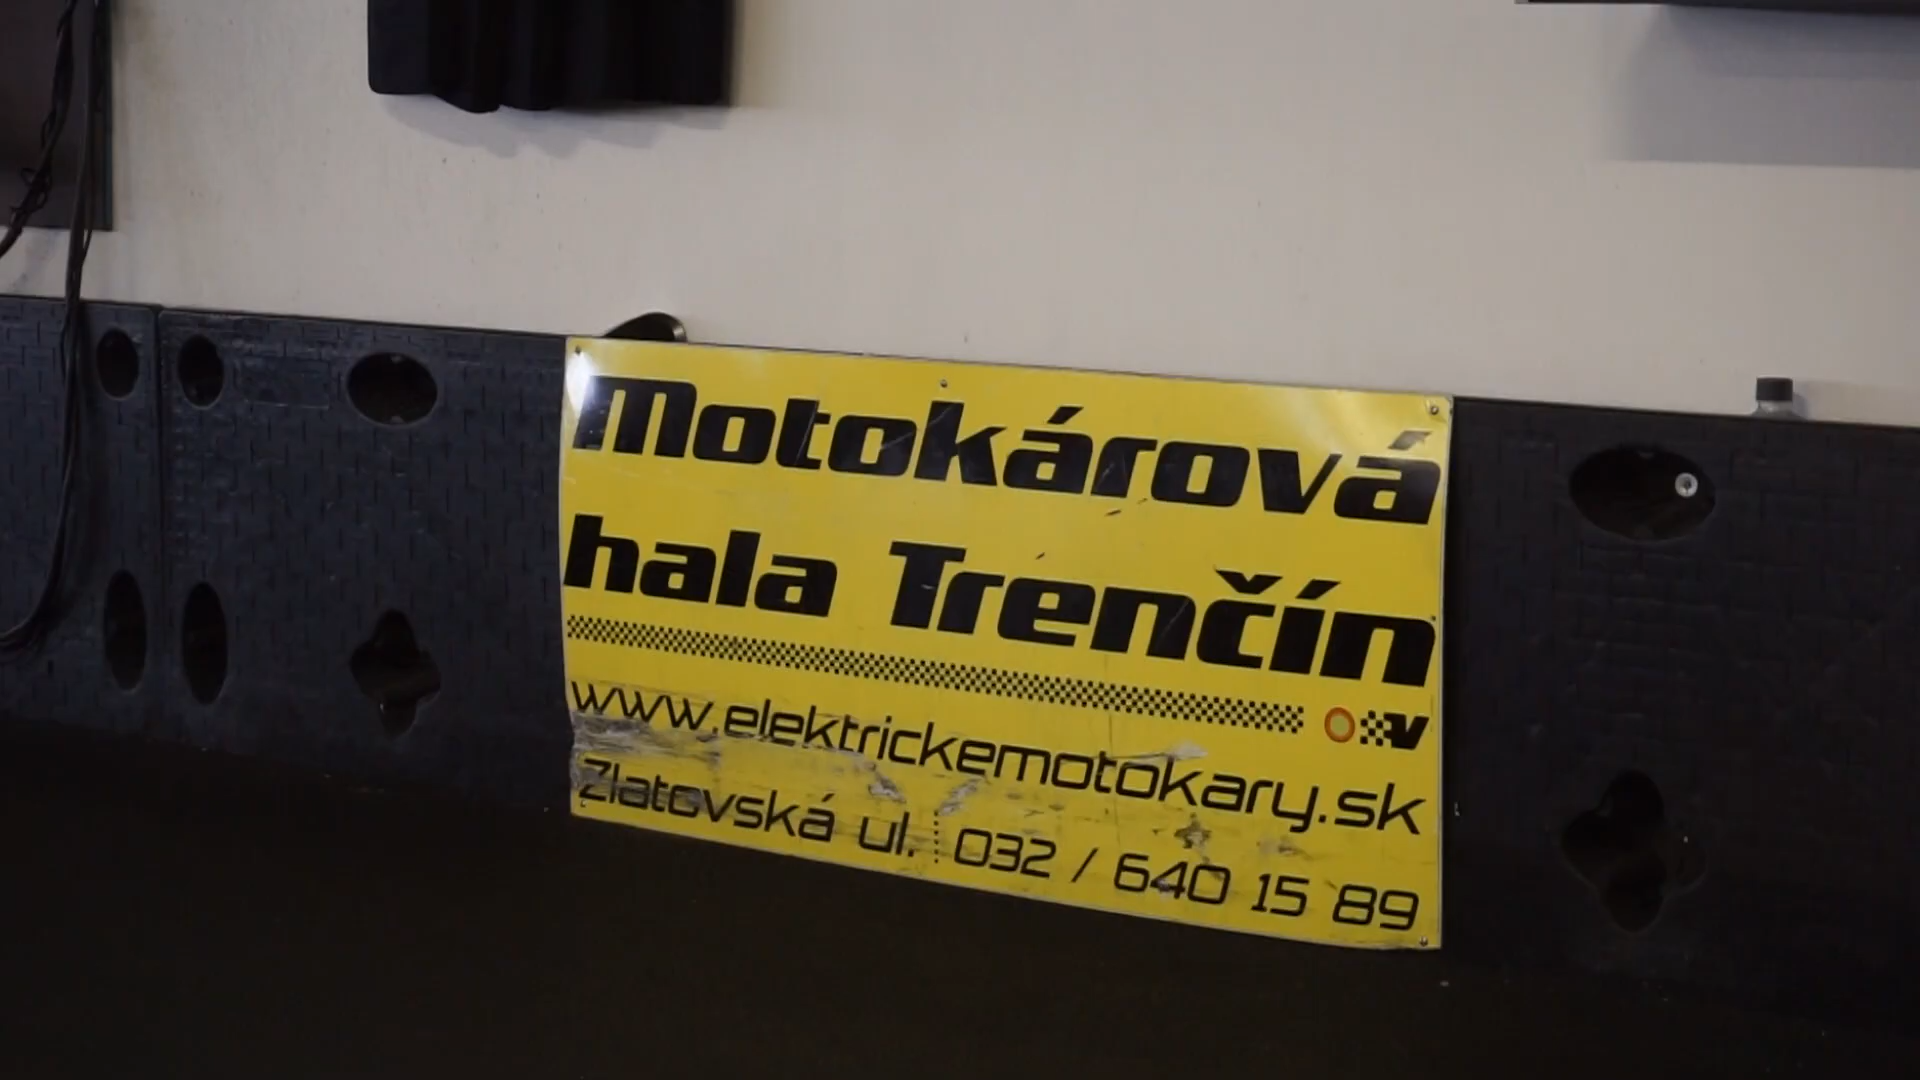 Motokárová
hala Trenčín
www.elektrickemotokary.sk
Zlatovská ul. 032 / 640 15 89